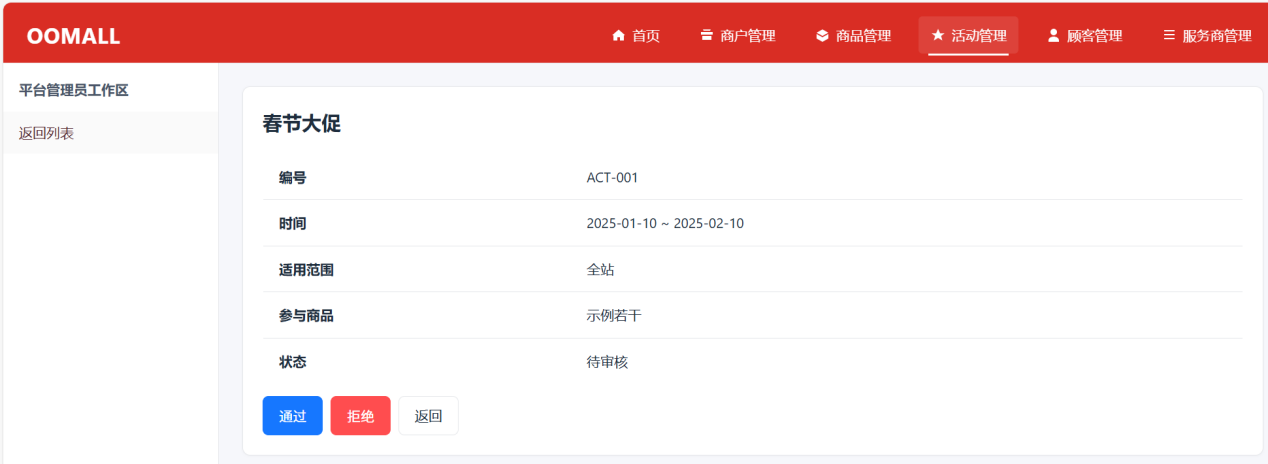 OOMALL
首页 商户管理 商品管理 活动管理 顾客管理 服务商管理
平台管理员工作区
返回列表
春节大促
编号 ACT-001
时间 2025-01-10 ~ 2025-02-10
适用范围 全站
参与商品 示例若干
状态 待审核
通过 拒绝 返回